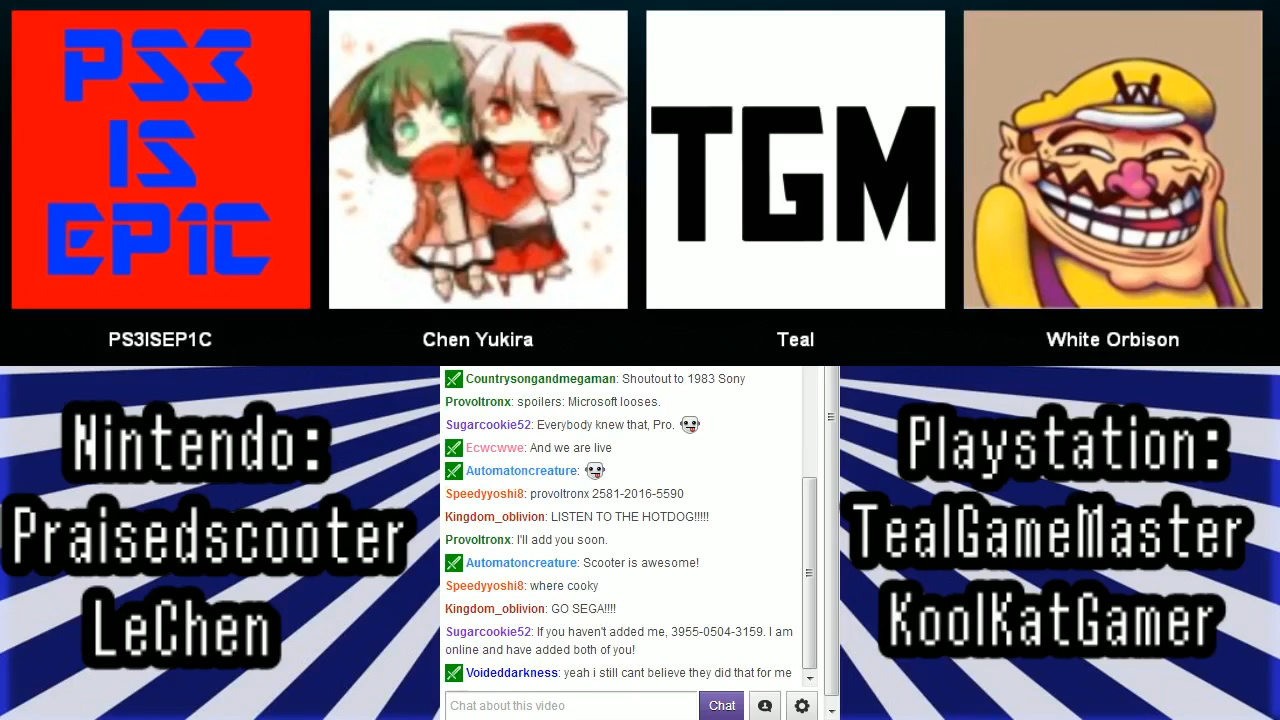 PS3
IS
EP1C
TGM
W
PS3ISEP1C
Chen Yukira
Teal
White Orbison
Nintendo:
Praisedscooter
LeChen
Countrysongandmegaman: Shoutout to 1983 Sony
Provoltronx: spoilers: Microsoft looses.
Sugarcookie52: Everybody knew that, Pro.
Ecwcwwe: And we are live
Automatoncreature:
Speedyyoshi8: provoltronx 2581-2016-5590
Kingdom_oblivion: LISTEN TO THE HOTDOG!!!!!
Provoltronx: I'll add you soon.
Automatoncreature: Scooter is awesome!
Speedyyoshi8: where cooky
Kingdom_oblivion: GO SEGA!!!!
Sugarcookie52: If you haven't added me, 3955-0504-3159. I am
online and have added both of you!
Voideddarkness: yeah i still cant believe they did that for me
Chat about this video
Chat
Playstation:
TealGameMaster
KoolKatGamer